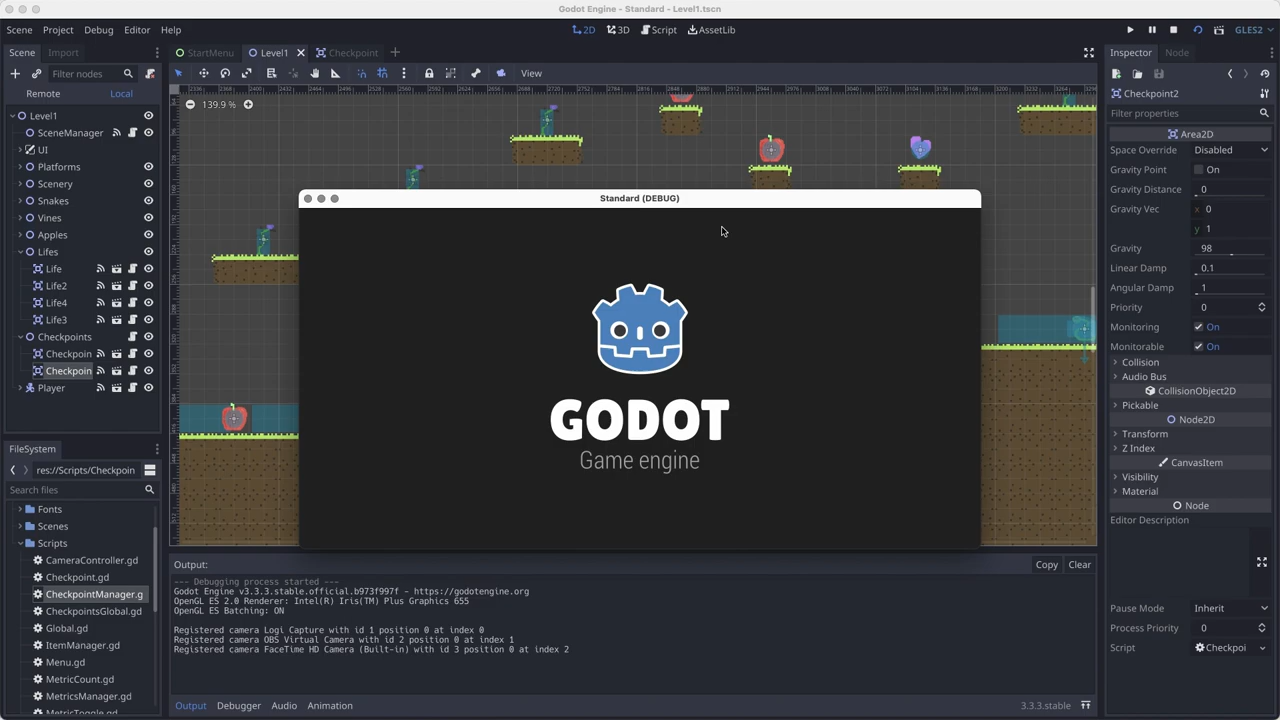 Godot Engine - Standard - Level1.tscn
Scene Project Debug Editor Help
2D 3D Script AssetLib
GLES2
Scene Import
StartMenu Level1 Checkpoint
Inspector Node
Filter nodes
View
Remote Local
139.9 %
Checkpoint2
Filter properties
Level1
SceneManager
UI
Platforms
Scenery
Snakes
Vines
Apples
Lifes
Life
Life2
Life4
Life3
Checkpoints
Checkpoin
Checkpoin
Player
Standard (DEBUG)
GODOT
Game engine
Area2D
Space Override Disabled
Gravity Point On
Gravity Distance 0
Gravity Vec x 0
y 1
Gravity 98
Linear Damp 0.1
Angular Damp 1
Priority 0
Monitoring On
Monitorable On
Collision
Audio Bus
CollisionObject2D
Pickable
Node2D
Transform
Z Index
CanvasItem
Visibility
Material
Node
Editor Description
Pause Mode Inherit
Process Priority 0
Script Checkpoi
FileSystem
res://Scripts/Checkpoin
Search files
Fonts
Scenes
Scripts
CameraController.gd
Checkpoint.gd
CheckpointManager.g
CheckpointsGlobal.gd
Global.gd
ItemManager.gd
Menu.gd
MetricCount.gd
MetricsManager.gd
MetricToggle.gd
Output: Copy Clear
--- Debugging process started ---
Godot Engine v3.3.3.stable.official.b973f997f - https://godotengine.org
OpenGL ES 2.0 Renderer: Intel(R) Iris(TM) Plus Graphics 655
OpenGL ES Batching: ON
Registered camera Logi Capture with id 1 position 0 at index 0
Registered camera OBS Virtual Camera with id 2 position 0 at index 1
Registered camera FaceTime HD Camera (Built-in) with id 3 position 0 at index 2
Output Debugger Audio Animation
3.3.3.stable